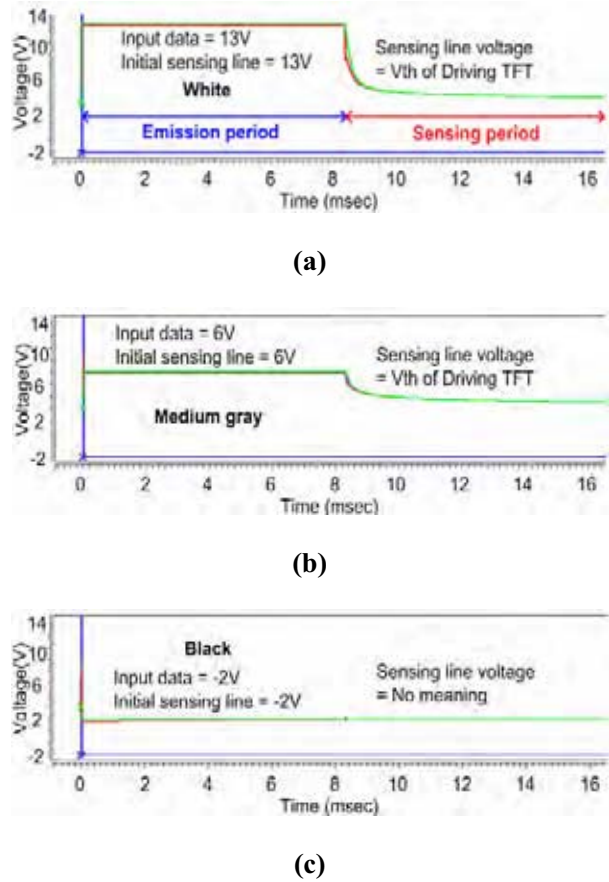 14
10
6
2
-2
Voltage(V)
Input data = 13V
Initial sensing line = 13V
White
Sensing line voltage
= Vth of Driving TFT
Emission period
Sensing period
0 2 4 6 8 10 12 14 16
Time (msec)
(a)
14
10
6
2
-2
Voltage(V)
Input data = 6V
Initial sensing line = 6V
Medium gray
Sensing line voltage
= Vth of Driving TFT
0 2 4 6 8 10 12 14 16
Time (msec)
(b)
14
10
6
2
-2
Voltage(V)
Black
Input data = -2V
Initial sensing line = -2V
Sensing line voltage
= No meaning
0 2 4 6 8 10 12 14 16
Time (msec)
(c)